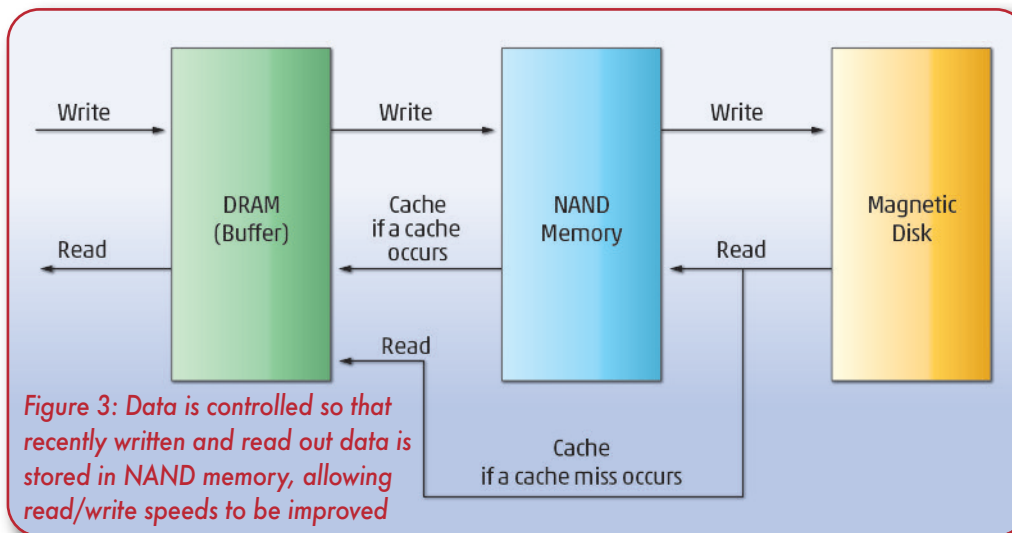 Write
Write
Write
DRAM
(Buffer)
Cache
if a cache
occurs
NAND
Memory
Magnetic
Disk
Read
Read
Read
Figure 3: Data is controlled so that
recently written and read out data is
stored in NAND memory, allowing
read/write speeds to be improved
Cache
if a cache miss occurs